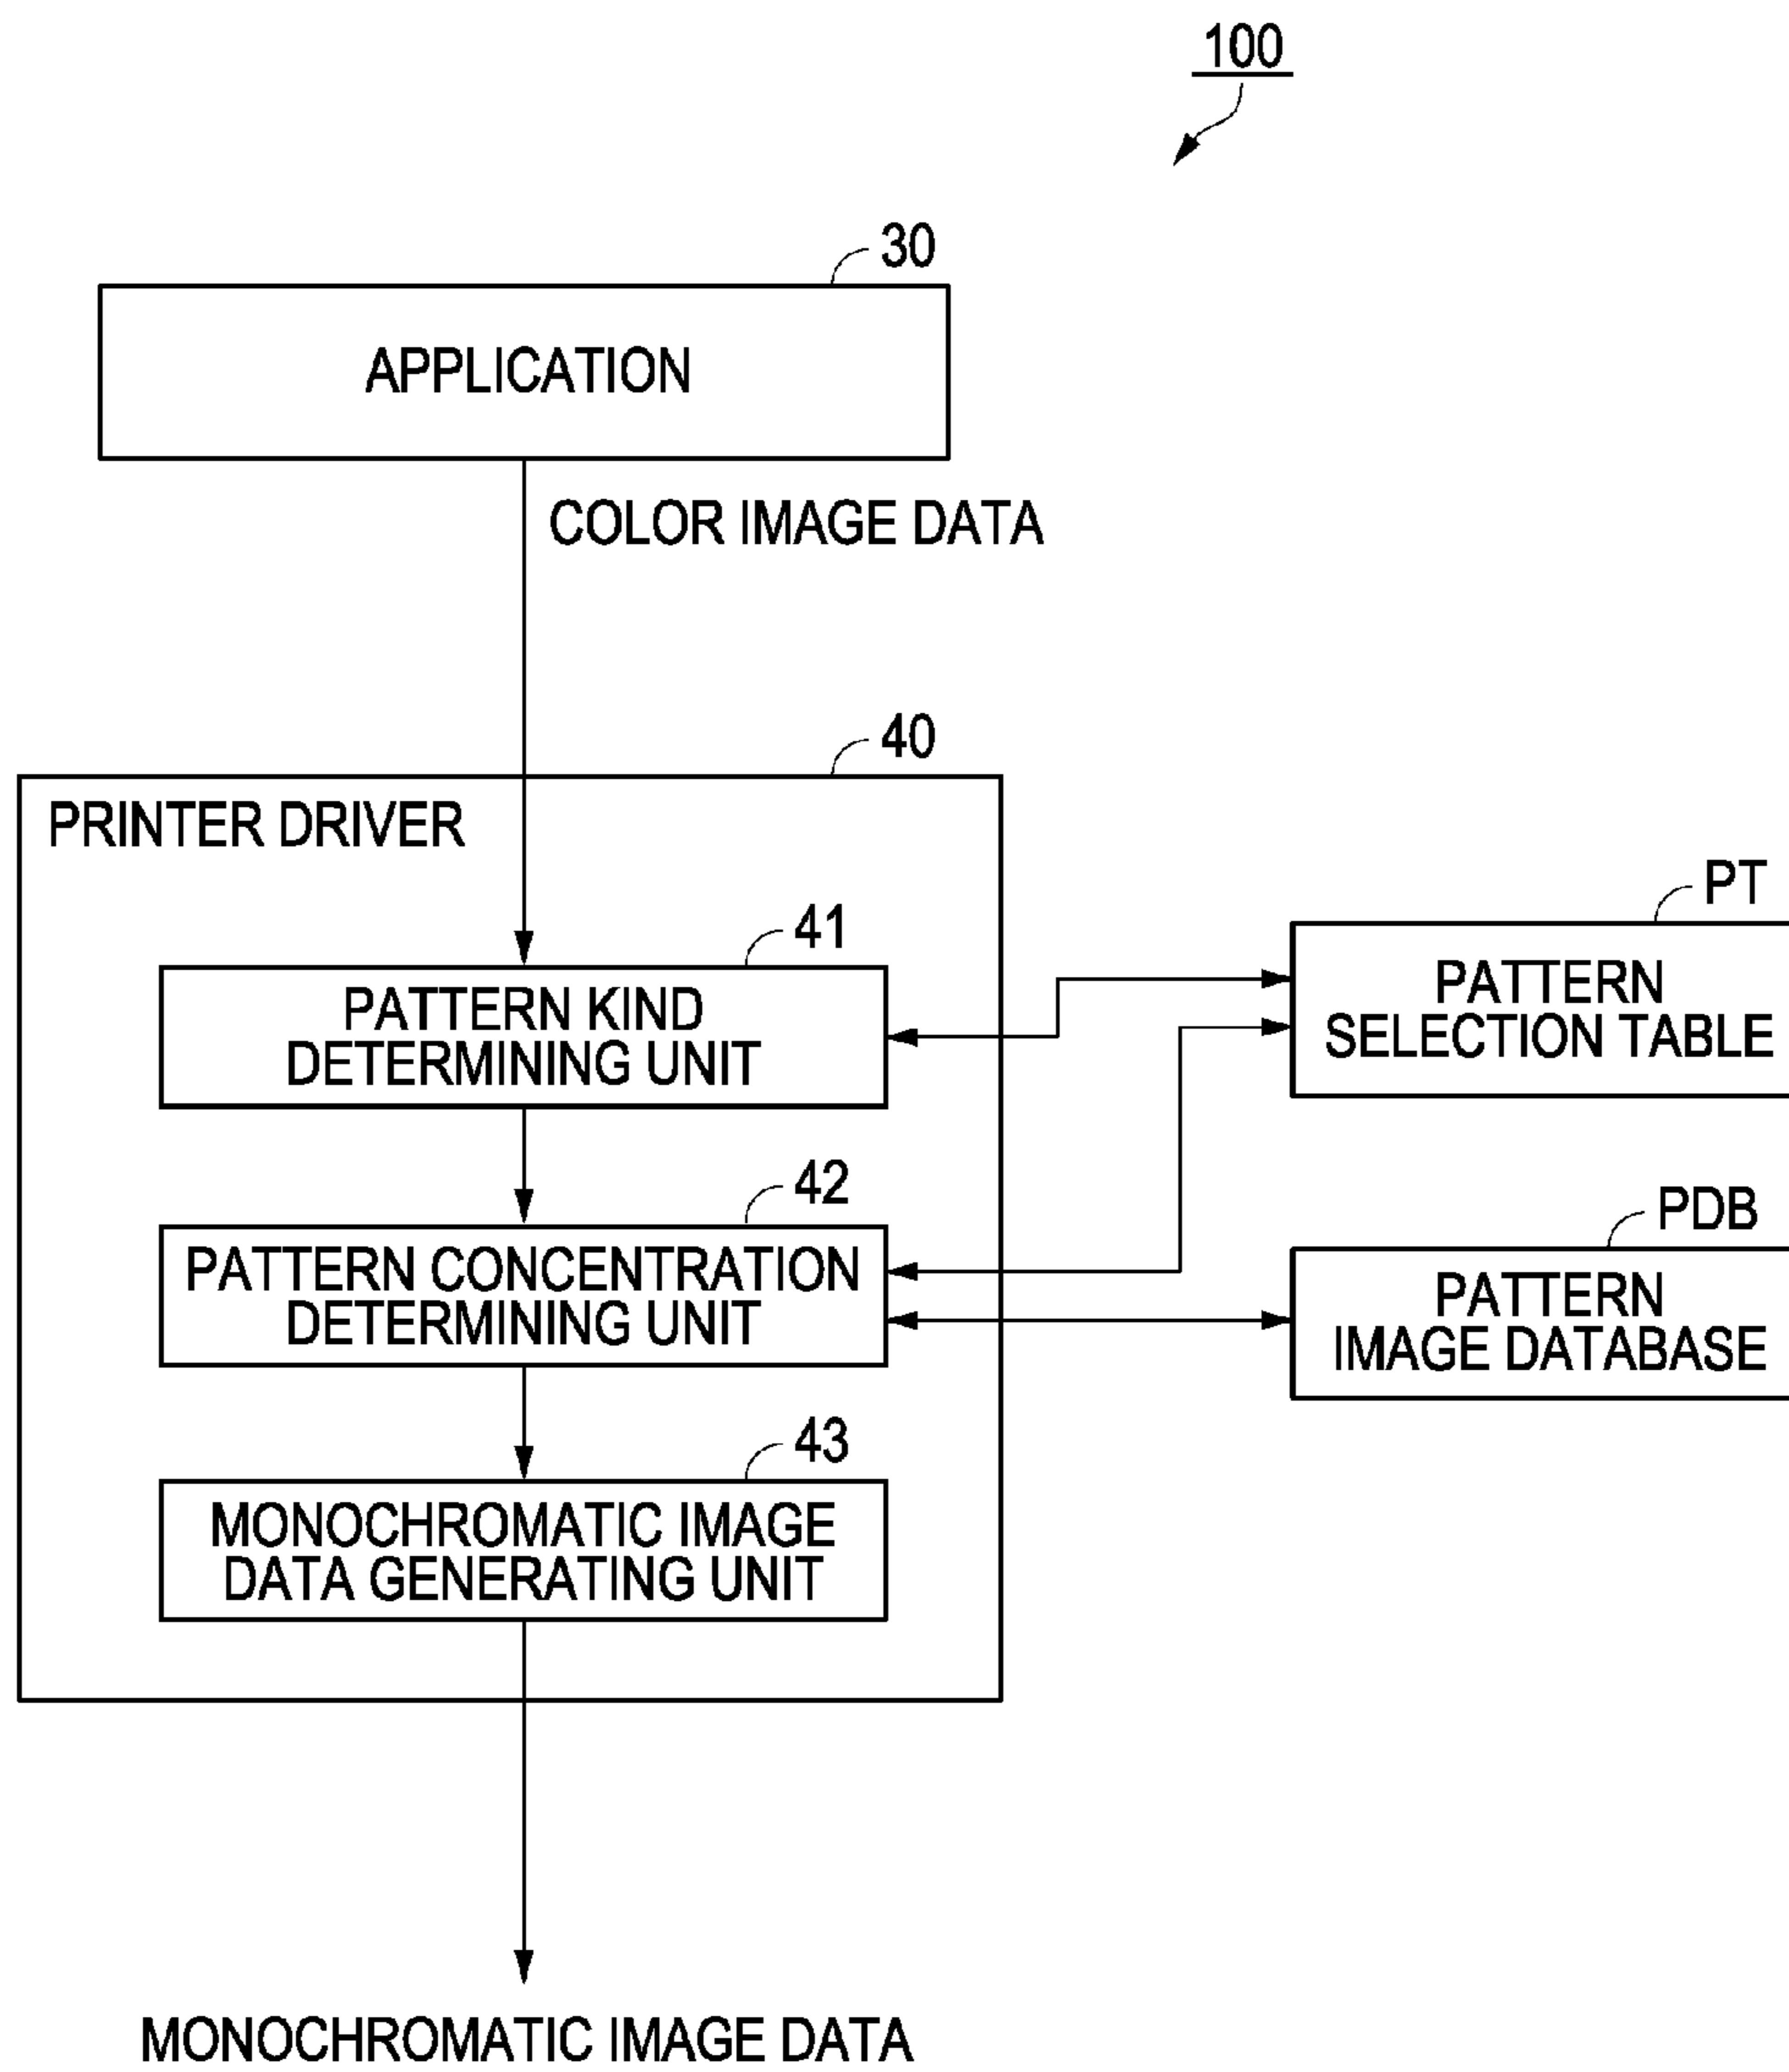 100
30
APPLICATION
COLOR IMAGE DATA
40
PRINTER DRIVER
41
PATTERN KIND
DETERMINING UNIT
PT
PATTERN
SELECTION TABLE
42
PATTERN CONCENTRATION
DETERMINING UNIT
PDB
PATTERN
IMAGE DATABASE
43
MONOCHROMATIC IMAGE
DATA GENERATING UNIT
MONOCHROMATIC IMAGE DATA